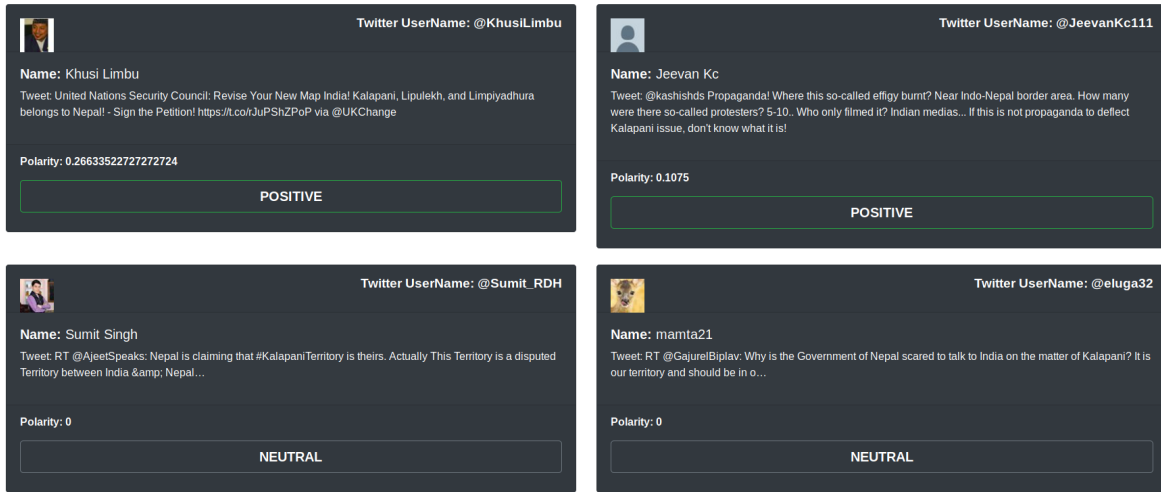 Twitter UserName: @KhusiLimbu
Name: Khusi Limbu
Tweet: United Nations Security Council: Revise Your New Map India! Kalapani, Lipulekh, and Limpiyadhura
belongs to Nepal! - Sign the Petition! https://t.co/rJuPShZPoP via @UKChange
Polarity: 0.26633522727272724
POSITIVE
Twitter UserName: @JeevanKc111
Name: Jeevan Kc
Tweet: @kashishds Propaganda! Where this so-called effigy burnt? Near Indo-Nepal border area. How many
were there so-called protesters? 5-10.. Who only filmed it? Indian medias... If this is not propaganda to deflect
Kalapani issue, don't know what it is!
Polarity: 0.1075
POSITIVE
Twitter UserName: @Sumit_RDH
Name: Sumit Singh
Tweet: RT @AjeetSpeaks: Nepal is claiming that #KalapaniTerritory is theirs. Actually This Territory is a disputed
Territory between India &amp; Nepal…
Polarity: 0
NEUTRAL
Twitter UserName: @eluga32
Name: mamta21
Tweet: RT @GajurelBiplav: Why is the Government of Nepal scared to talk to India on the matter of Kalapani? It is
our territory and should be in o…
Polarity: 0
NEUTRAL